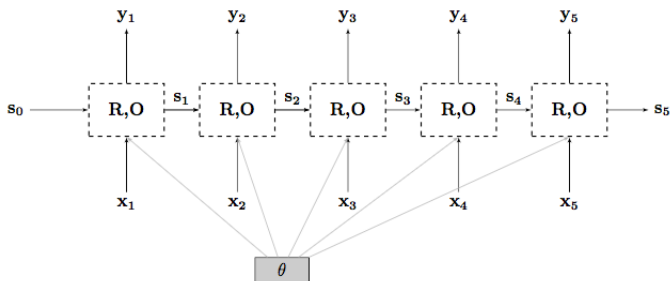 y₁ y₂ y₃ y₄ y₅
s₀ R,O s₁ R,O s₂ R,O s₃ R,O s₄ R,O s₅
x₁ x₂ x₃ x₄ x₅
θ